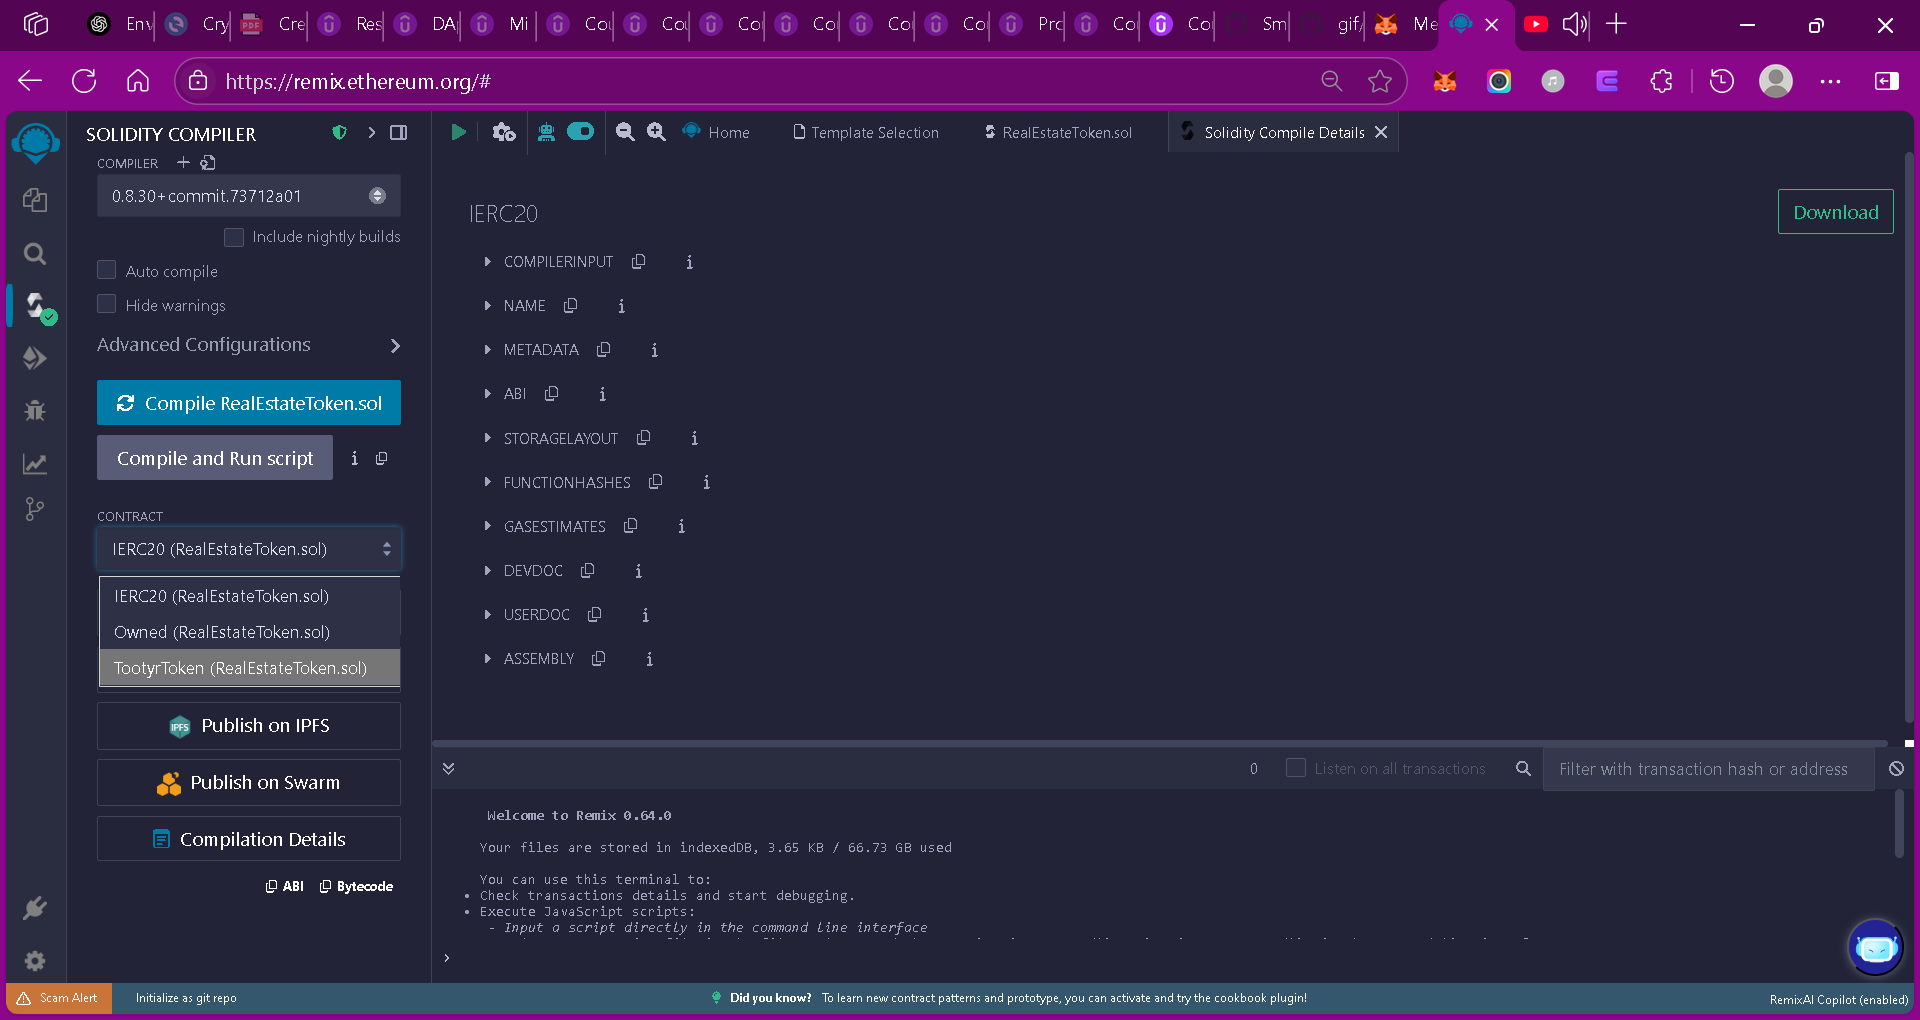 Env
Cry
Cre
Res
DA
Mi
Cou
Cou
Co
Co
Co
Co
Pro
Co
Co
Sm
gif/
Me
https://remix.ethereum.org/#
SOLIDITY COMPILER
COMPILER
0.8.30+commit.73712a01
Include nightly builds
Auto compile
Hide warnings
Advanced Configurations
Compile RealEstateToken.sol
Compile and Run script
CONTRACT
IERC20 (RealEstateToken.sol)
IERC20 (RealEstateToken.sol)
Owned (RealEstateToken.sol)
TootyrToken (RealEstateToken.sol)
Publish on IPFS
Publish on Swarm
Compilation Details
ABI Bytecode
Home Template Selection RealEstateToken.sol Solidity Compile Details
IERC20
Download
COMPILERINPUT
NAME
METADATA
ABI
STORAGELAYOUT
FUNCTIONHASHES
GASESTIMATES
DEVDOC
USERDOC
ASSEMBLY
0 Listen on all transactions Filter with transaction hash or address
Welcome to Remix 0.64.0
Your files are stored in indexedDB, 3.65 KB / 66.73 GB used
You can use this terminal to:
• Check transactions details and start debugging.
• Execute JavaScript scripts:
- Input a script directly in the command line interface
>
Scam Alert Initialize as git repo Did you know? To learn new contract patterns and prototype, you can activate and try the cookbook plugin! RemixAI Copilot (enabled)